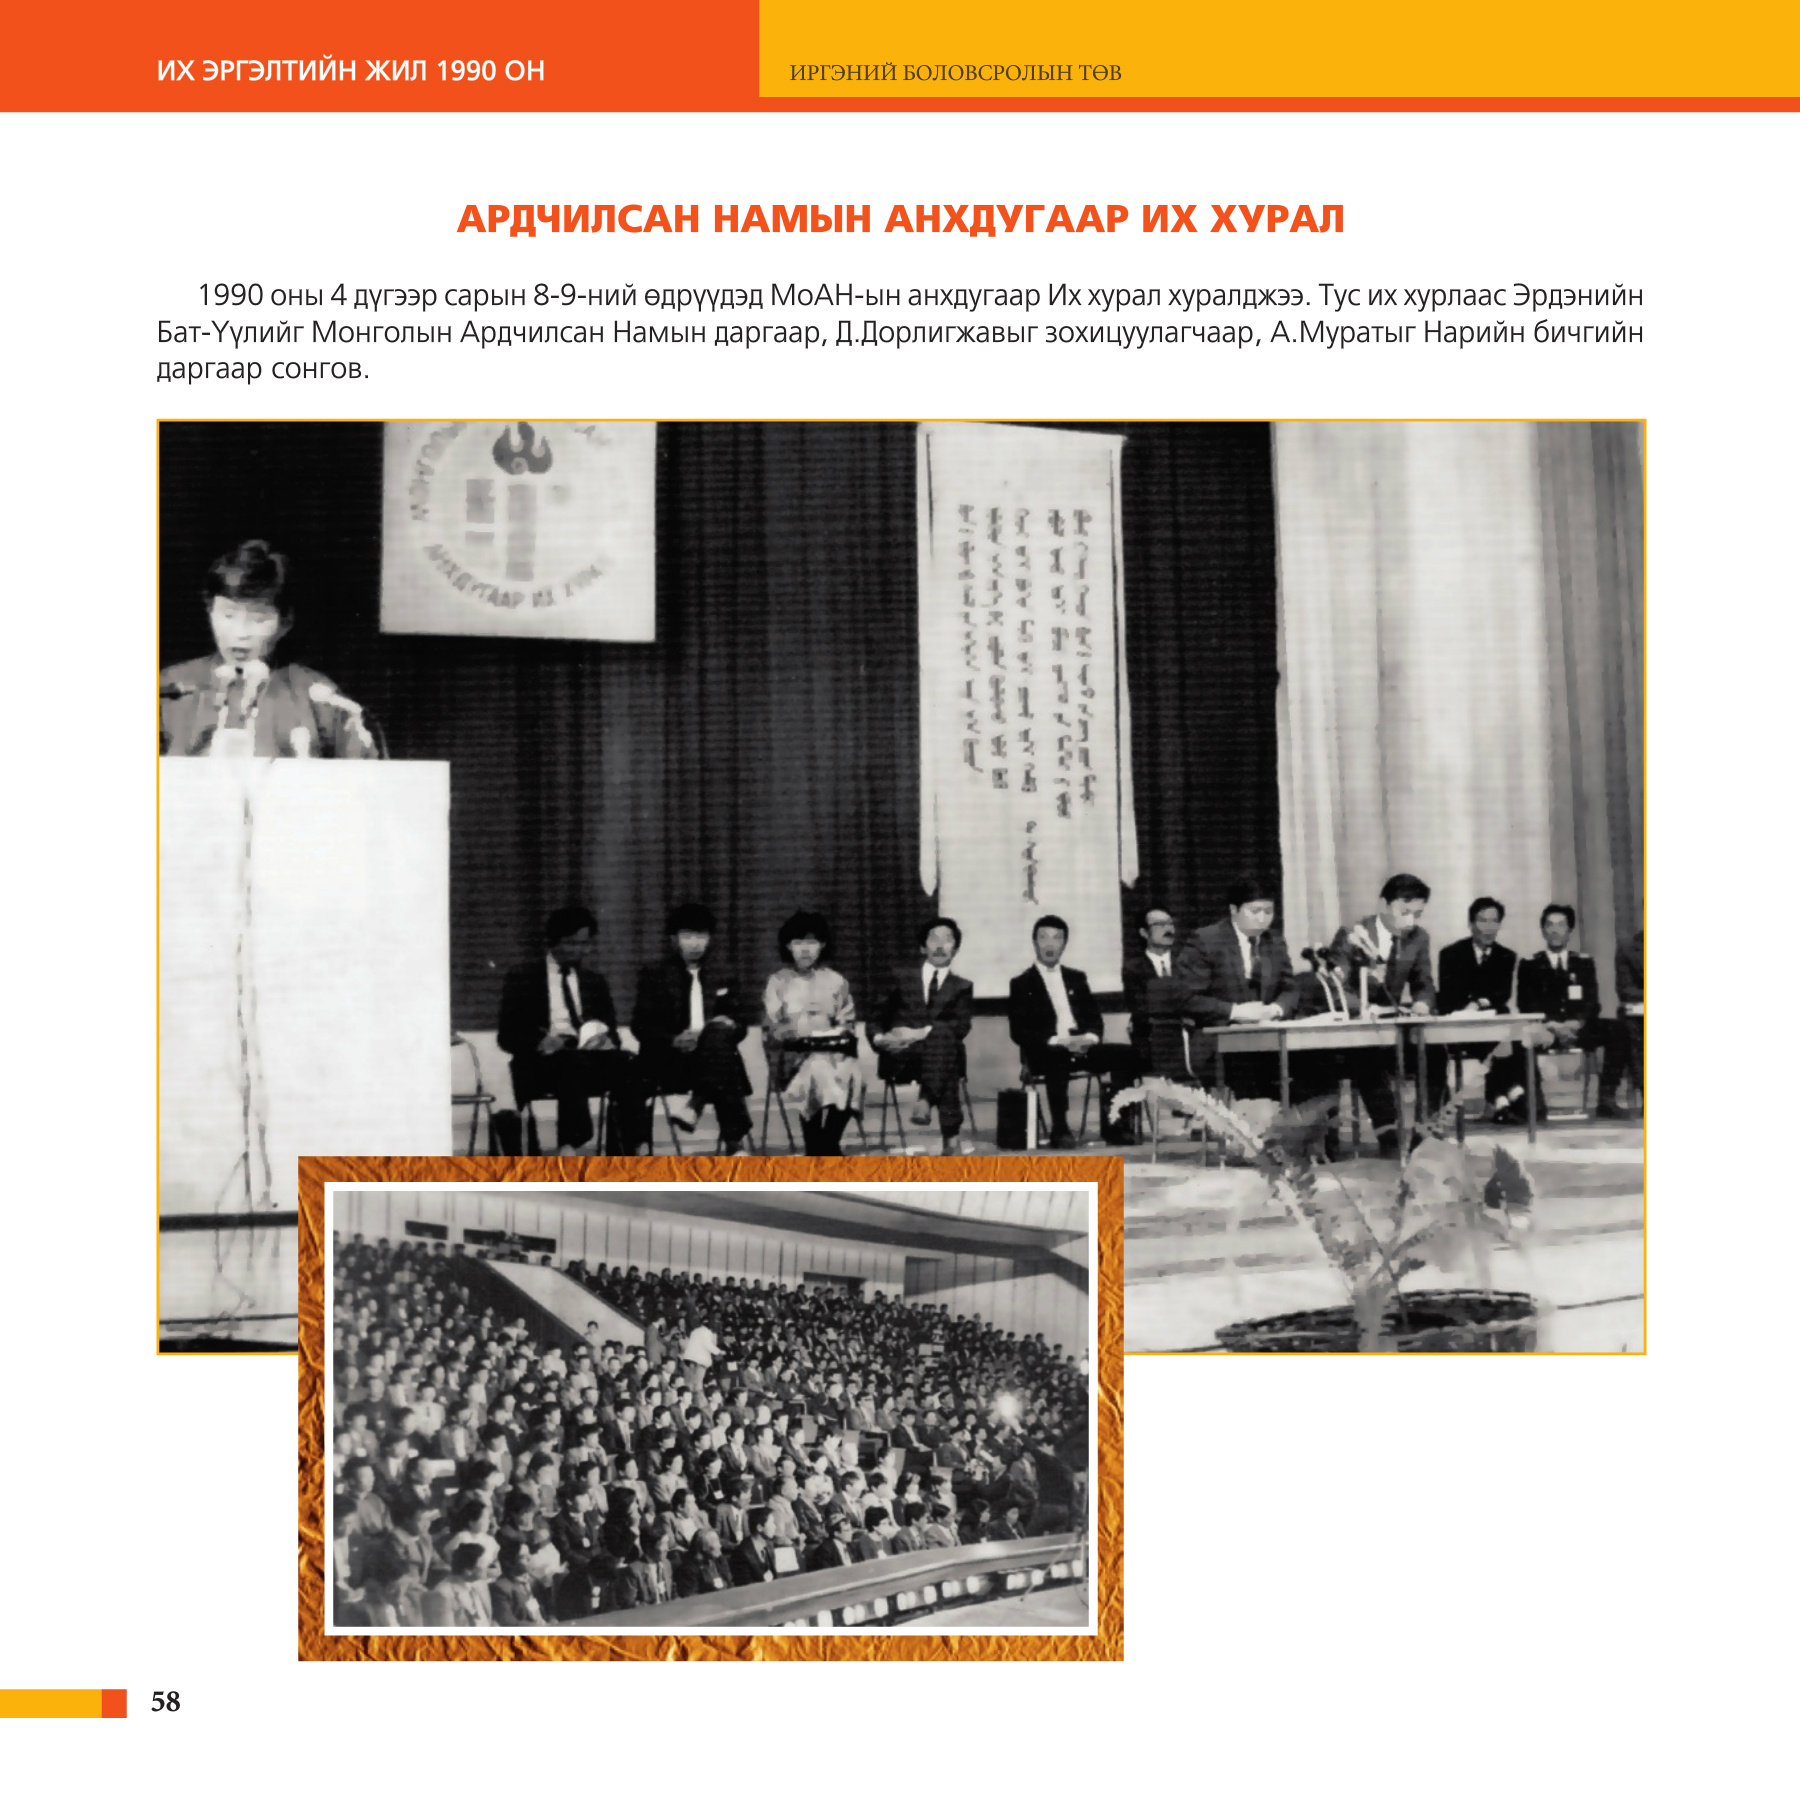 ИХ ЭРГЭЛТИЙН ЖИЛ 1990 ОН
ИРГЭНИЙ БОЛОВСРОЛЫН ТӨВ
АРДЧИЛСАН НАМЫН АНХДУГААР ИХ ХУРАЛ
1990 оны 4 дүгээр сарын 8-9-ний өдрүүдэд МоАН-ын анхдугаар Их хурал хуралджээ. Тус их хурлаас Эрдэнийн
Бат-Үүлийг Монголын Ардчилсан Намын даргаар, Д.Дорлигжавыг зохицуулагчаар, А.Муратыг Нарийн бичгийн
даргаар сонгов.
АНХДУГААР ИХ
58